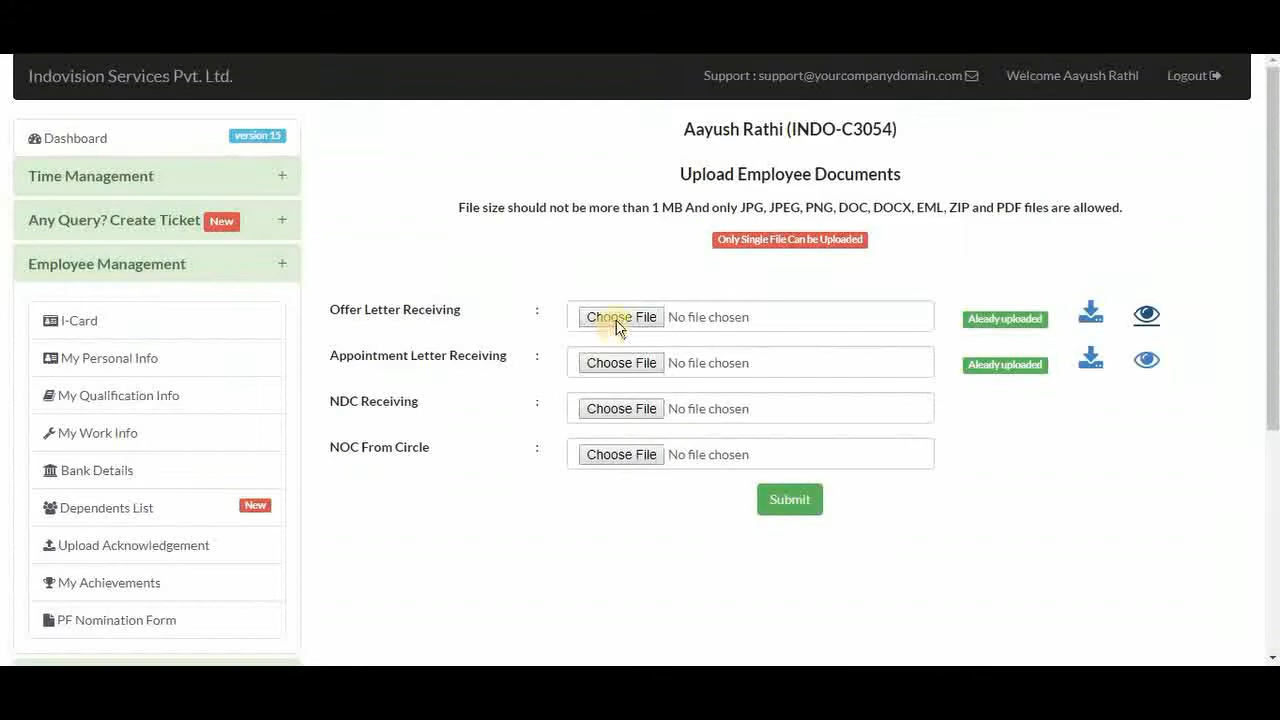 Indovision Services Pvt. Ltd.
Support : support@yourcompanydomain.com
Welcome Aayush Rathi
Logout
Dashboard
version 15
Time Management +
Any Query? Create Ticket New +
Employee Management +
I-Card
My Personal Info
My Qualification Info
My Work Info
Bank Details
Dependents List New
Upload Acknowledgement
My Achievements
PF Nomination Form
Aayush Rathi (INDO-C3054)
Upload Employee Documents
File size should not be more than 1 MB And only JPG, JPEG, PNG, DOC, DOCX, EML, ZIP and PDF files are allowed.
Only Single File Can be Uploaded
Offer Letter Receiving : Choose File No file chosen Aleady uploaded
Appointment Letter Receiving : Choose File No file chosen Aleady uploaded
NDC Receiving : Choose File No file chosen
NOC From Circle : Choose File No file chosen
Submit